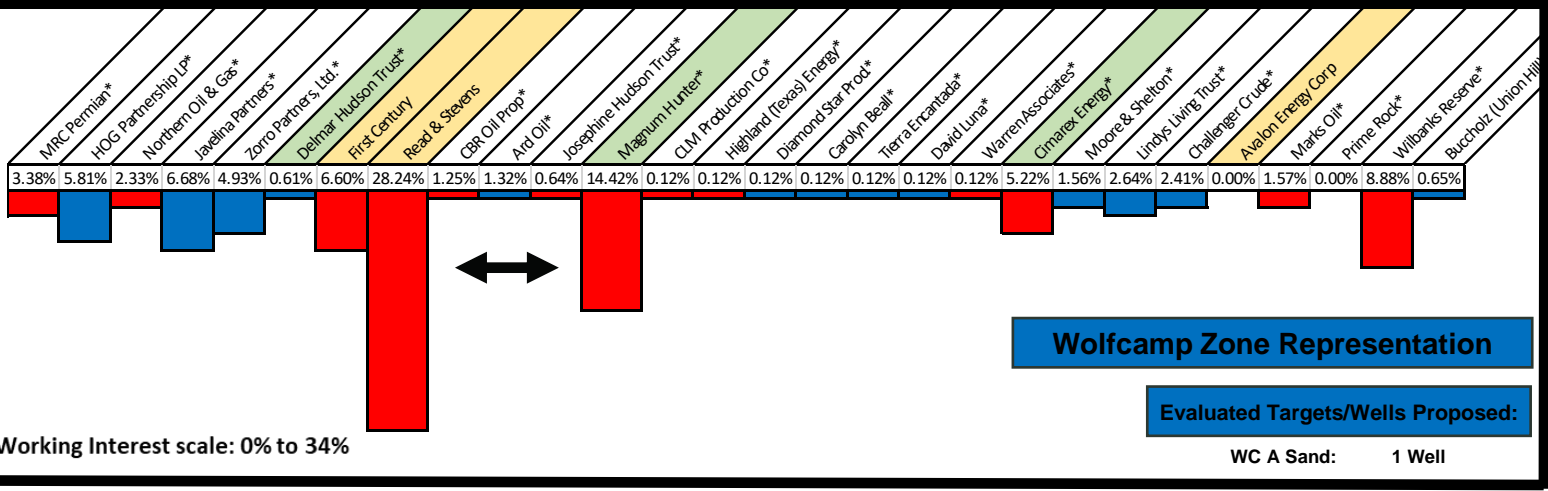 MRC Permian*
HOG Partnership LP*
Northern Oil & Gas*
Javelina Partners*
Zorro Partners, Ltd.*
Delmar Hudson Trust*
First Century
Read & Stevens
CBR Oil Prop*
Ard Oil*
Josephine Hudson Trust*
Magnum Hunter*
CLM Production Co*
Highland (Texas) Energy*
Diamond Star Prod*
Carolyn Beall*
Tierra Encantada*
David Luna*
Warren Associates*
Cimarex Energy*
Moore & Shelton*
Lindys Living Trust*
Challenger Crude*
Avalon Energy Corp
Marks Oil*
Prime Rock*
Wilbanks Reserve*
Buccholz (Union Hill
3.38% 5.81% 2.33% 6.68% 4.93% 0.61% 6.60% 28.24% 1.25% 1.32% 0.64% 14.42% 0.12% 0.12% 0.12% 0.12% 0.12% 0.12% 0.12% 5.22% 1.56% 2.64% 2.41% 0.00% 1.57% 0.00% 8.88% 0.65%
Wolfcamp Zone Representation
Evaluated Targets/Wells Proposed:
Working Interest scale: 0% to 34%
WC A Sand: 1 Well